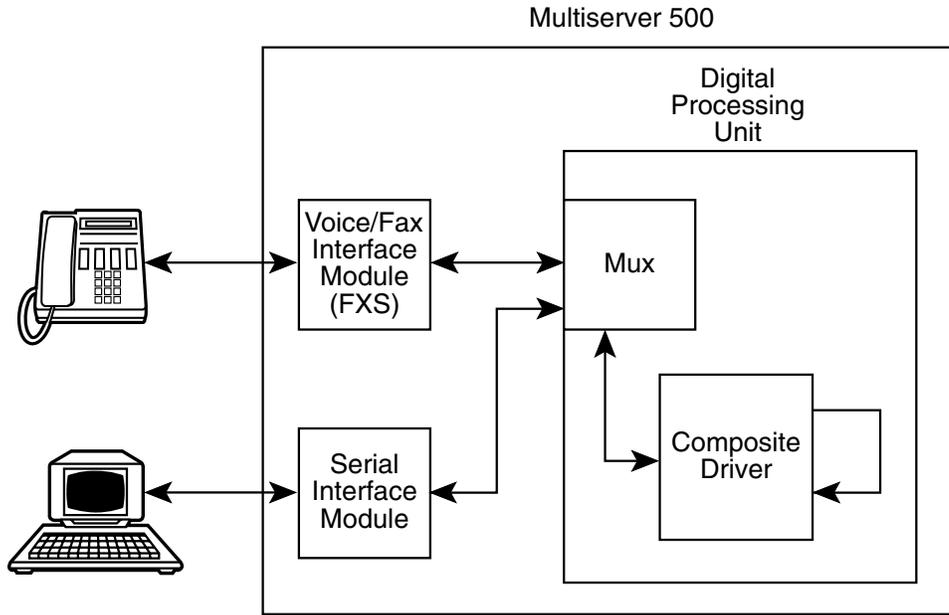 Multiserver 500
Digital
Processing
Unit
Voice/Fax
Interface
Module
(FXS)
Mux
Composite
Driver
Serial
Interface
Module